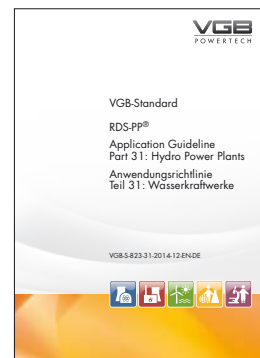 VGB
POWERTECH
VGB-Standard
RDS-PP®
Application Guideline
Part 31: Hydro Power Plants
Anwendungsrichtlinie
Teil 31: Wasserkraftwerke
VGB-S-823-31-2014-12-EN-DE